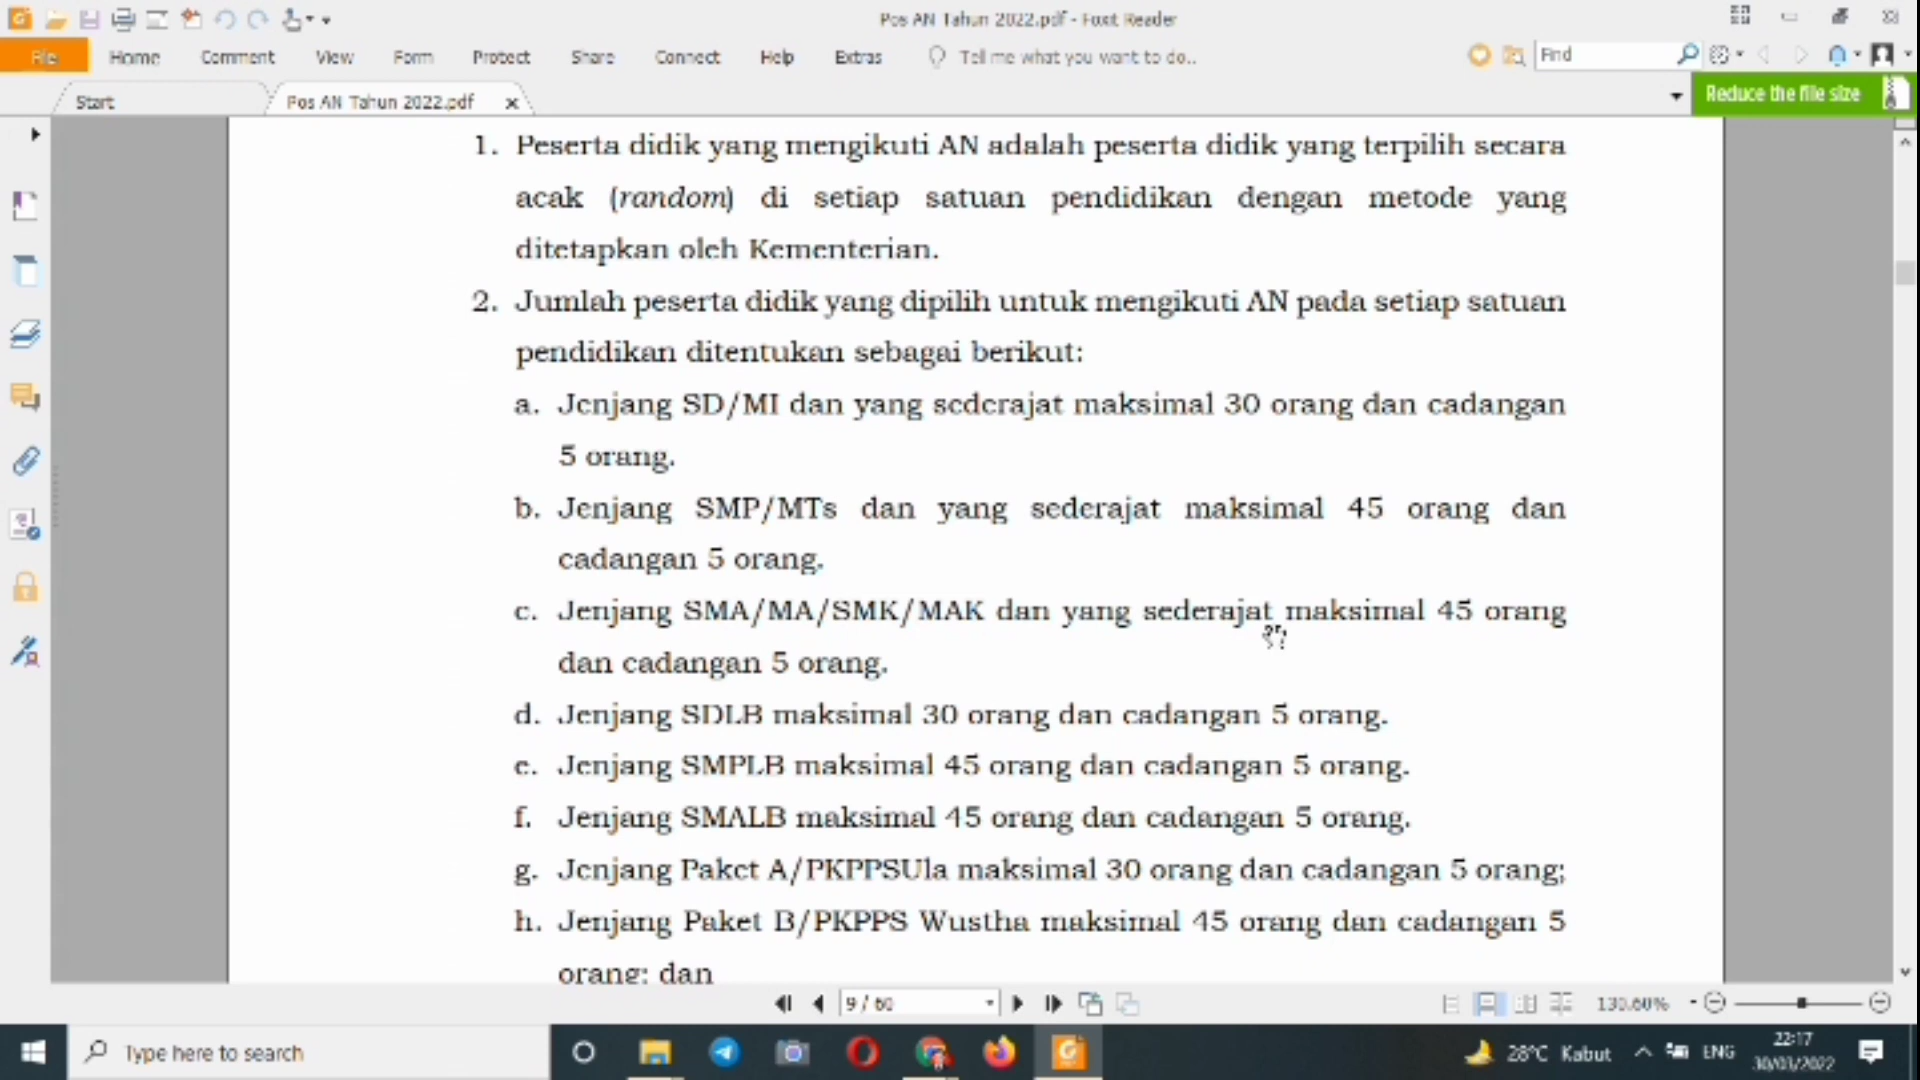 Pos AN Tahun 2022.pdf - Foxit Reader
File Home Comment View Form Protect Share Connect Help Extras Tell me what you want to do.. Find
Start Pos AN Tahun 2022.pdf Reduce the file size
1. Peserta didik yang mengikuti AN adalah peserta didik yang terpilih secara
acak (random) di setiap satuan pendidikan dengan metode yang
ditetapkan oleh Kementerian.
2. Jumlah peserta didik yang dipilih untuk mengikuti AN pada setiap satuan
pendidikan ditentukan sebagai berikut:
a. Jenjang SD/MI dan yang sederajat maksimal 30 orang dan cadangan
5 orang.
b. Jenjang SMP/MTs dan yang sederajat maksimal 45 orang dan
cadangan 5 orang.
c. Jenjang SMA/MA/SMK/MAK dan yang sederajat maksimal 45 orang
dan cadangan 5 orang.
d. Jenjang SDLB maksimal 30 orang dan cadangan 5 orang.
e. Jenjang SMPLB maksimal 45 orang dan cadangan 5 orang.
f. Jenjang SMALB maksimal 45 orang dan cadangan 5 orang.
g. Jenjang Paket A/PKPPSUla maksimal 30 orang dan cadangan 5 orang;
h. Jenjang Paket B/PKPPS Wustha maksimal 45 orang dan cadangan 5
orang; dan
9 / 60 130.60%
Type here to search 28°C Kabut ENG 22:17
30/03/2022